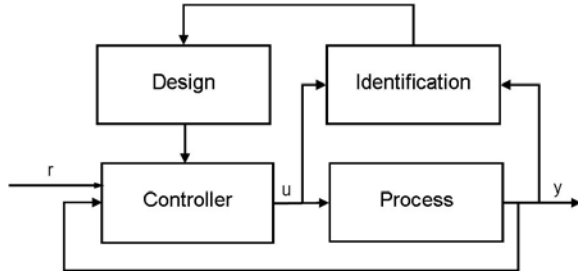 Design
Identification
r
Controller
u
Process
y